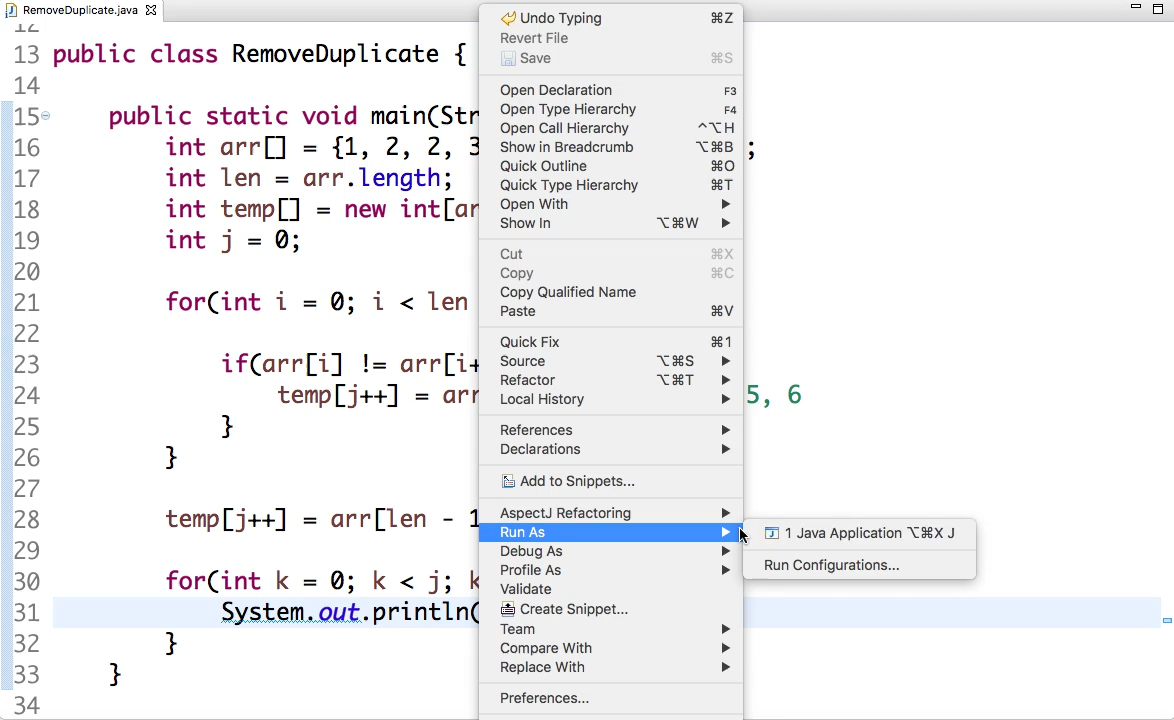 RemoveDuplicate.java
12
13 public class RemoveDuplicate {
14
15 public static void main(Str
16 int arr[] = {1, 2, 2, 3 ;
17 int len = arr.length;
18 int temp[] = new int[ar
19 int j = 0;
20
21 for(int i = 0; i < len
22
23 if(arr[i] != arr[i+
24 temp[j++] = arr 5, 6
25 }
26 }
27
28 temp[j++] = arr[len - 1
29
30 for(int k = 0; k < j; k
31 System.out.println(
32 }
33 }
34
Undo Typing ⌘Z
Revert File
Save ⌘S
Open Declaration F3
Open Type Hierarchy F4
Open Call Hierarchy ^⌥H
Show in Breadcrumb ⌥⌘B
Quick Outline ⌘O
Quick Type Hierarchy ⌘T
Open With
Show In ⌥⌘W
Cut ⌘X
Copy ⌘C
Copy Qualified Name
Paste ⌘V
Quick Fix ⌘1
Source ⌥⌘S
Refactor ⌥⌘T
Local History
References
Declarations
Add to Snippets...
AspectJ Refactoring
Run As
Debug As
Profile As
Validate
Create Snippet...
Team
Compare With
Replace With
Preferences...
1 Java Application ⌥⌘X J
Run Configurations...